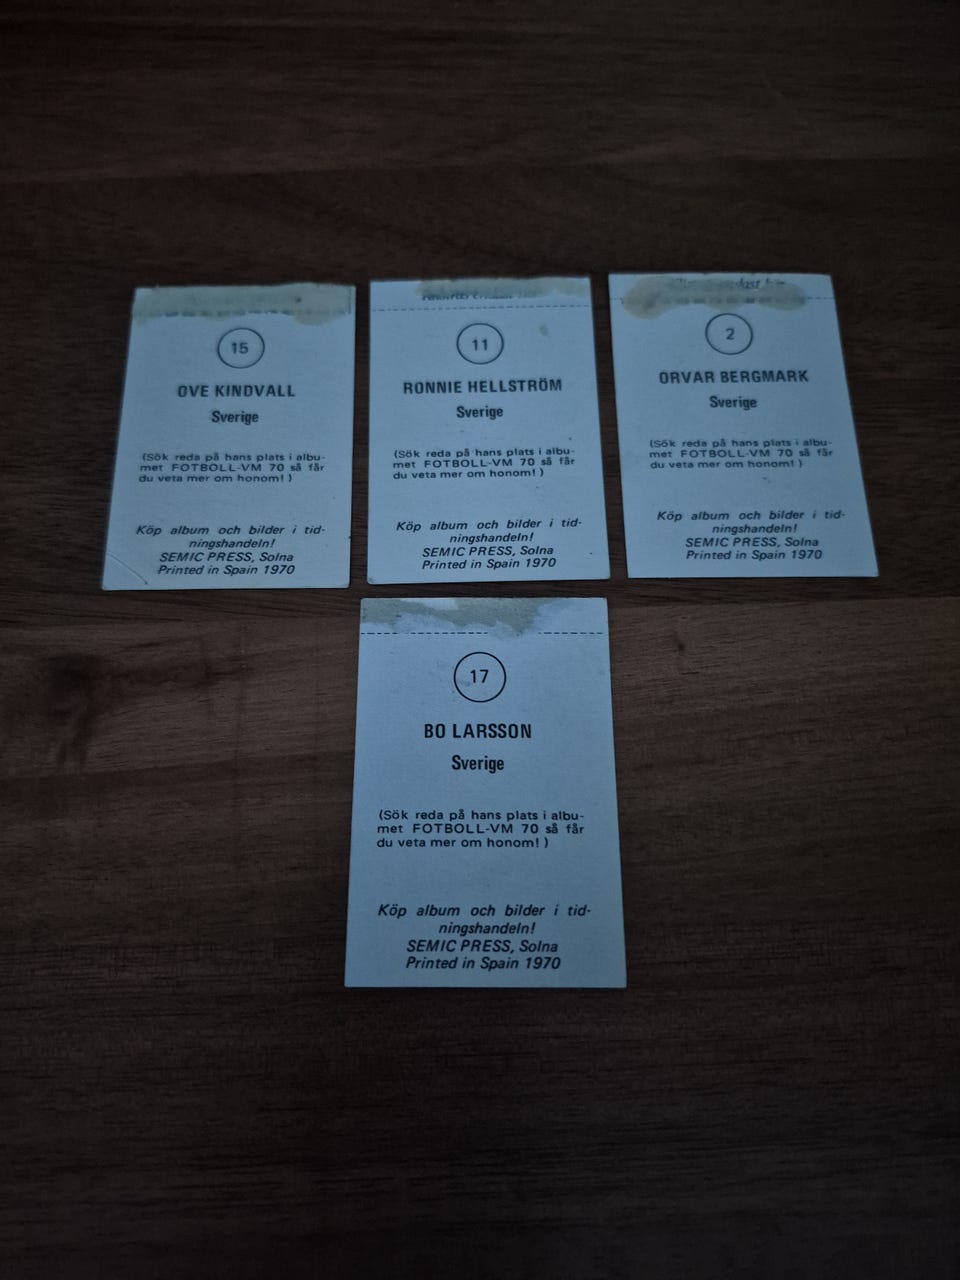 15
OVE KINDVALL
Sverige
(Sök reda på hans plats i albu-
met FOTBOLL-VM 70 så får
du veta mer om honom! )
Köp album och bilder i tid-
ningshandeln!
SEMIC PRESS, Solna
Printed in Spain 1970
11
RONNIE HELLSTRÖM
Sverige
(Sök reda på hans plats i albu-
met FOTBOLL-VM 70 så får
du veta mer om honom! )
Köp album och bilder i tid-
ningshandeln!
SEMIC PRESS, Solna
Printed in Spain 1970
2
ORVAR BERGMARK
Sverige
(Sök reda på hans plats i albu-
met FOTBOLL-VM 70 så får
du veta mer om honom! )
Köp album och bilder i tid-
ningshandeln!
SEMIC PRESS, Solna
Printed in Spain 1970
17
BO LARSSON
Sverige
(Sök reda på hans plats i albu-
met FOTBOLL-VM 70 så får
du veta mer om honom! )
Köp album och bilder i tid-
ningshandeln!
SEMIC PRESS, Solna
Printed in Spain 1970